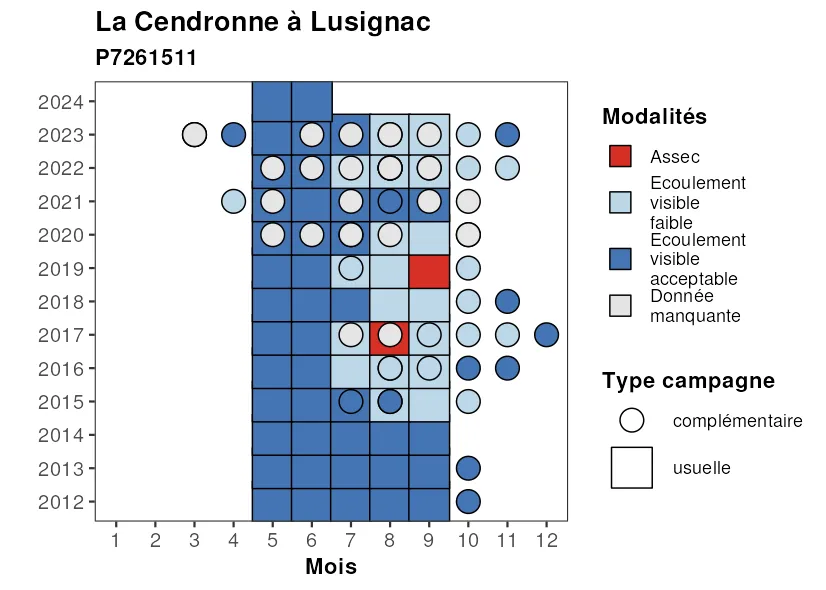 La Cendronne à Lusignac
P7261511
2024
2023
2022
2021
2020
2019
2018
2017
2016
2015
2014
2013
2012
1 2 3 4 5 6 7 8 9 10 11 12
Mois
Modalités
Assec
Ecoulement
visible
faible
Ecoulement
visible
acceptable
Donnée
manquante
Type campagne
complémentaire
usuelle